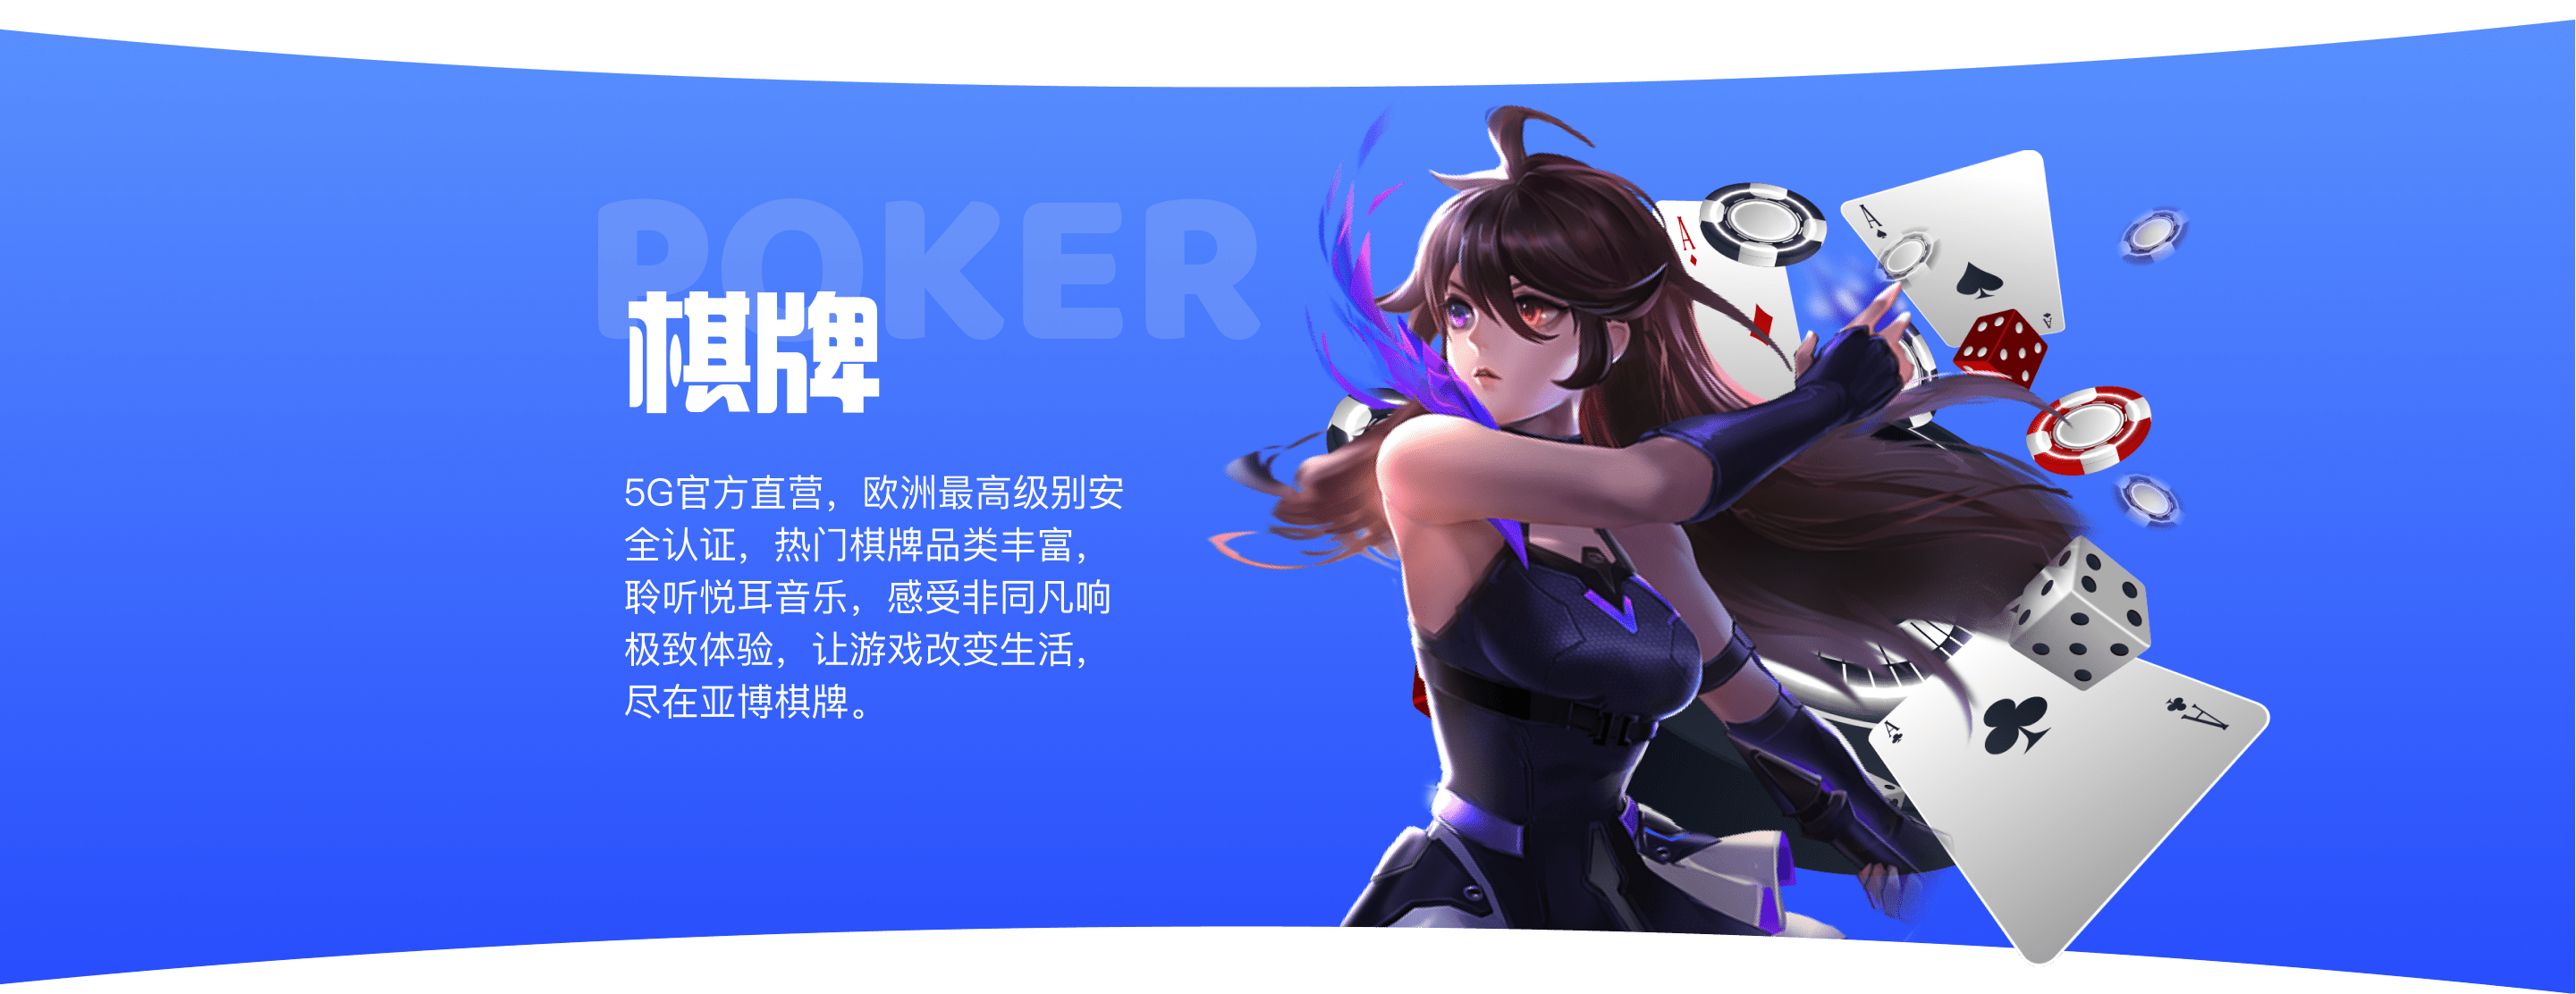 POKER
棋牌
5G官方直营，欧洲最高级别安
全认证，热门棋牌品类丰富，
聆听悦耳音乐，感受非同凡响
极致体验，让游戏改变生活，
尽在亚博棋牌。
A
A
A
A
A